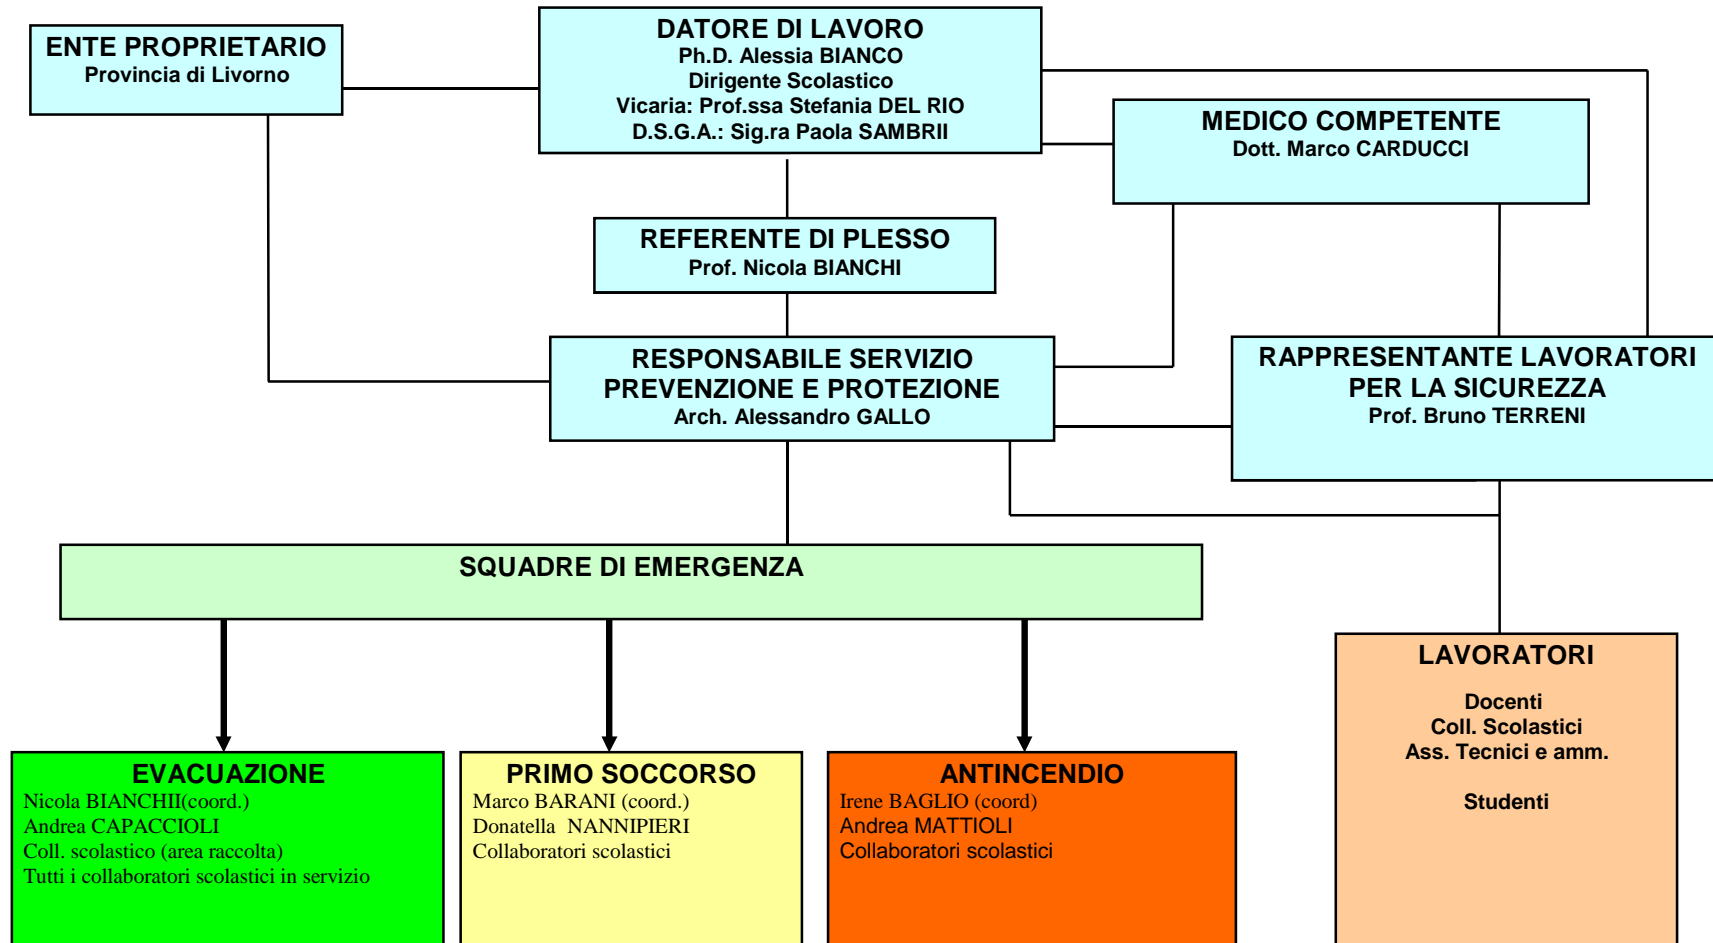 ENTE PROPRIETARIO
Provincia di Livorno
DATORE DI LAVORO
Ph.D. Alessia BIANCO
Dirigente Scolastico
Vicaria: Prof.ssa Stefania DEL RIO
D.S.G.A.: Sig.ra Paola SAMBRII
MEDICO COMPETENTE
Dott. Marco CARDUCCI
REFERENTE DI PLESSO
Prof. Nicola BIANCHI
RESPONSABILE SERVIZIO
PREVENZIONE E PROTEZIONE
Arch. Alessandro GALLO
RAPPRESENTANTE LAVORATORI
PER LA SICUREZZA
Prof. Bruno TERRENI
SQUADRE DI EMERGENZA
EVACUAZIONE
Nicola BIANCHII(coord.)
Andrea CAPACCIOLI
Coll. scolastico (area raccolta)
Tutti i collaboratori scolastici in servizio
PRIMO SOCCORSO
Marco BARANI (coord.)
Donatella  NANNIPIERI
Collaboratori scolastici
ANTINCENDIO
Irene BAGLIO (coord)
Andrea MATTIOLI
Collaboratori scolastici
LAVORATORI
Docenti
Coll. Scolastici
Ass. Tecnici e amm.
Studenti